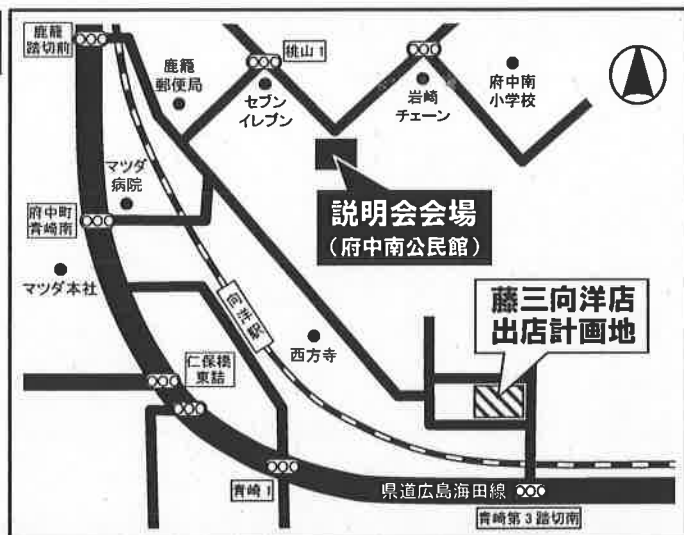 鹿籠
踏切前
鹿籠
郵便局
桃山1
セブン
イレブン
岩崎
チェーン
府中南
小学校
マツダ
病院
説明会会場
(府中南公民館)
府中町
青崎南
マツダ本社
向洋駅
藤三向洋店
出店計画地
西方寺
仁保橋
東詰
青崎1
県道広島海田線
青崎第3踏切南